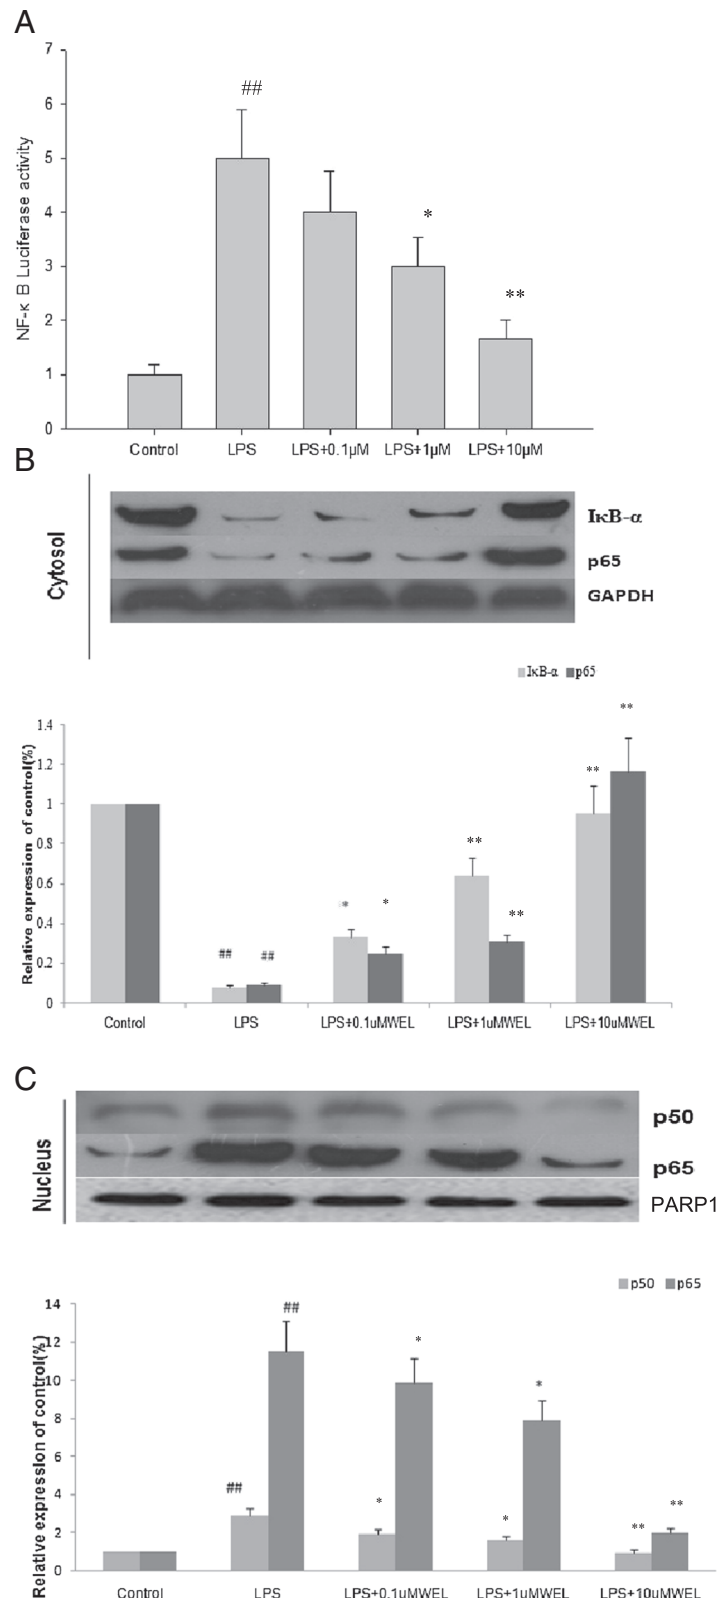 A
7
##
6
5
4
*
3
**
2
1
0
NF-κ B Luciferase activity
Control LPS LPS+0.1μM LPS+1μM LPS+10μM
B
Cytosol
IκB-α
p65
GAPDH
IκB-α p65
**
1.4
1.2
**
1
**
0.8
0.6
* *
**
0.4
## ##
0.2
0
Relative expression of control(%)
Control LPS LPS+0.1uMWEL LPS+1uMWEL LPS+10uMWEL
C
Nucleus
p50
p65
PARP1
p50 p65
14
##
12
*
10
*
8
6
4
##
*
*
**
**
2
0
Relative expression of control(%)
Control LPS LPS+0.1uMWEL LPS+1uMWEL LPS+10uMWEL